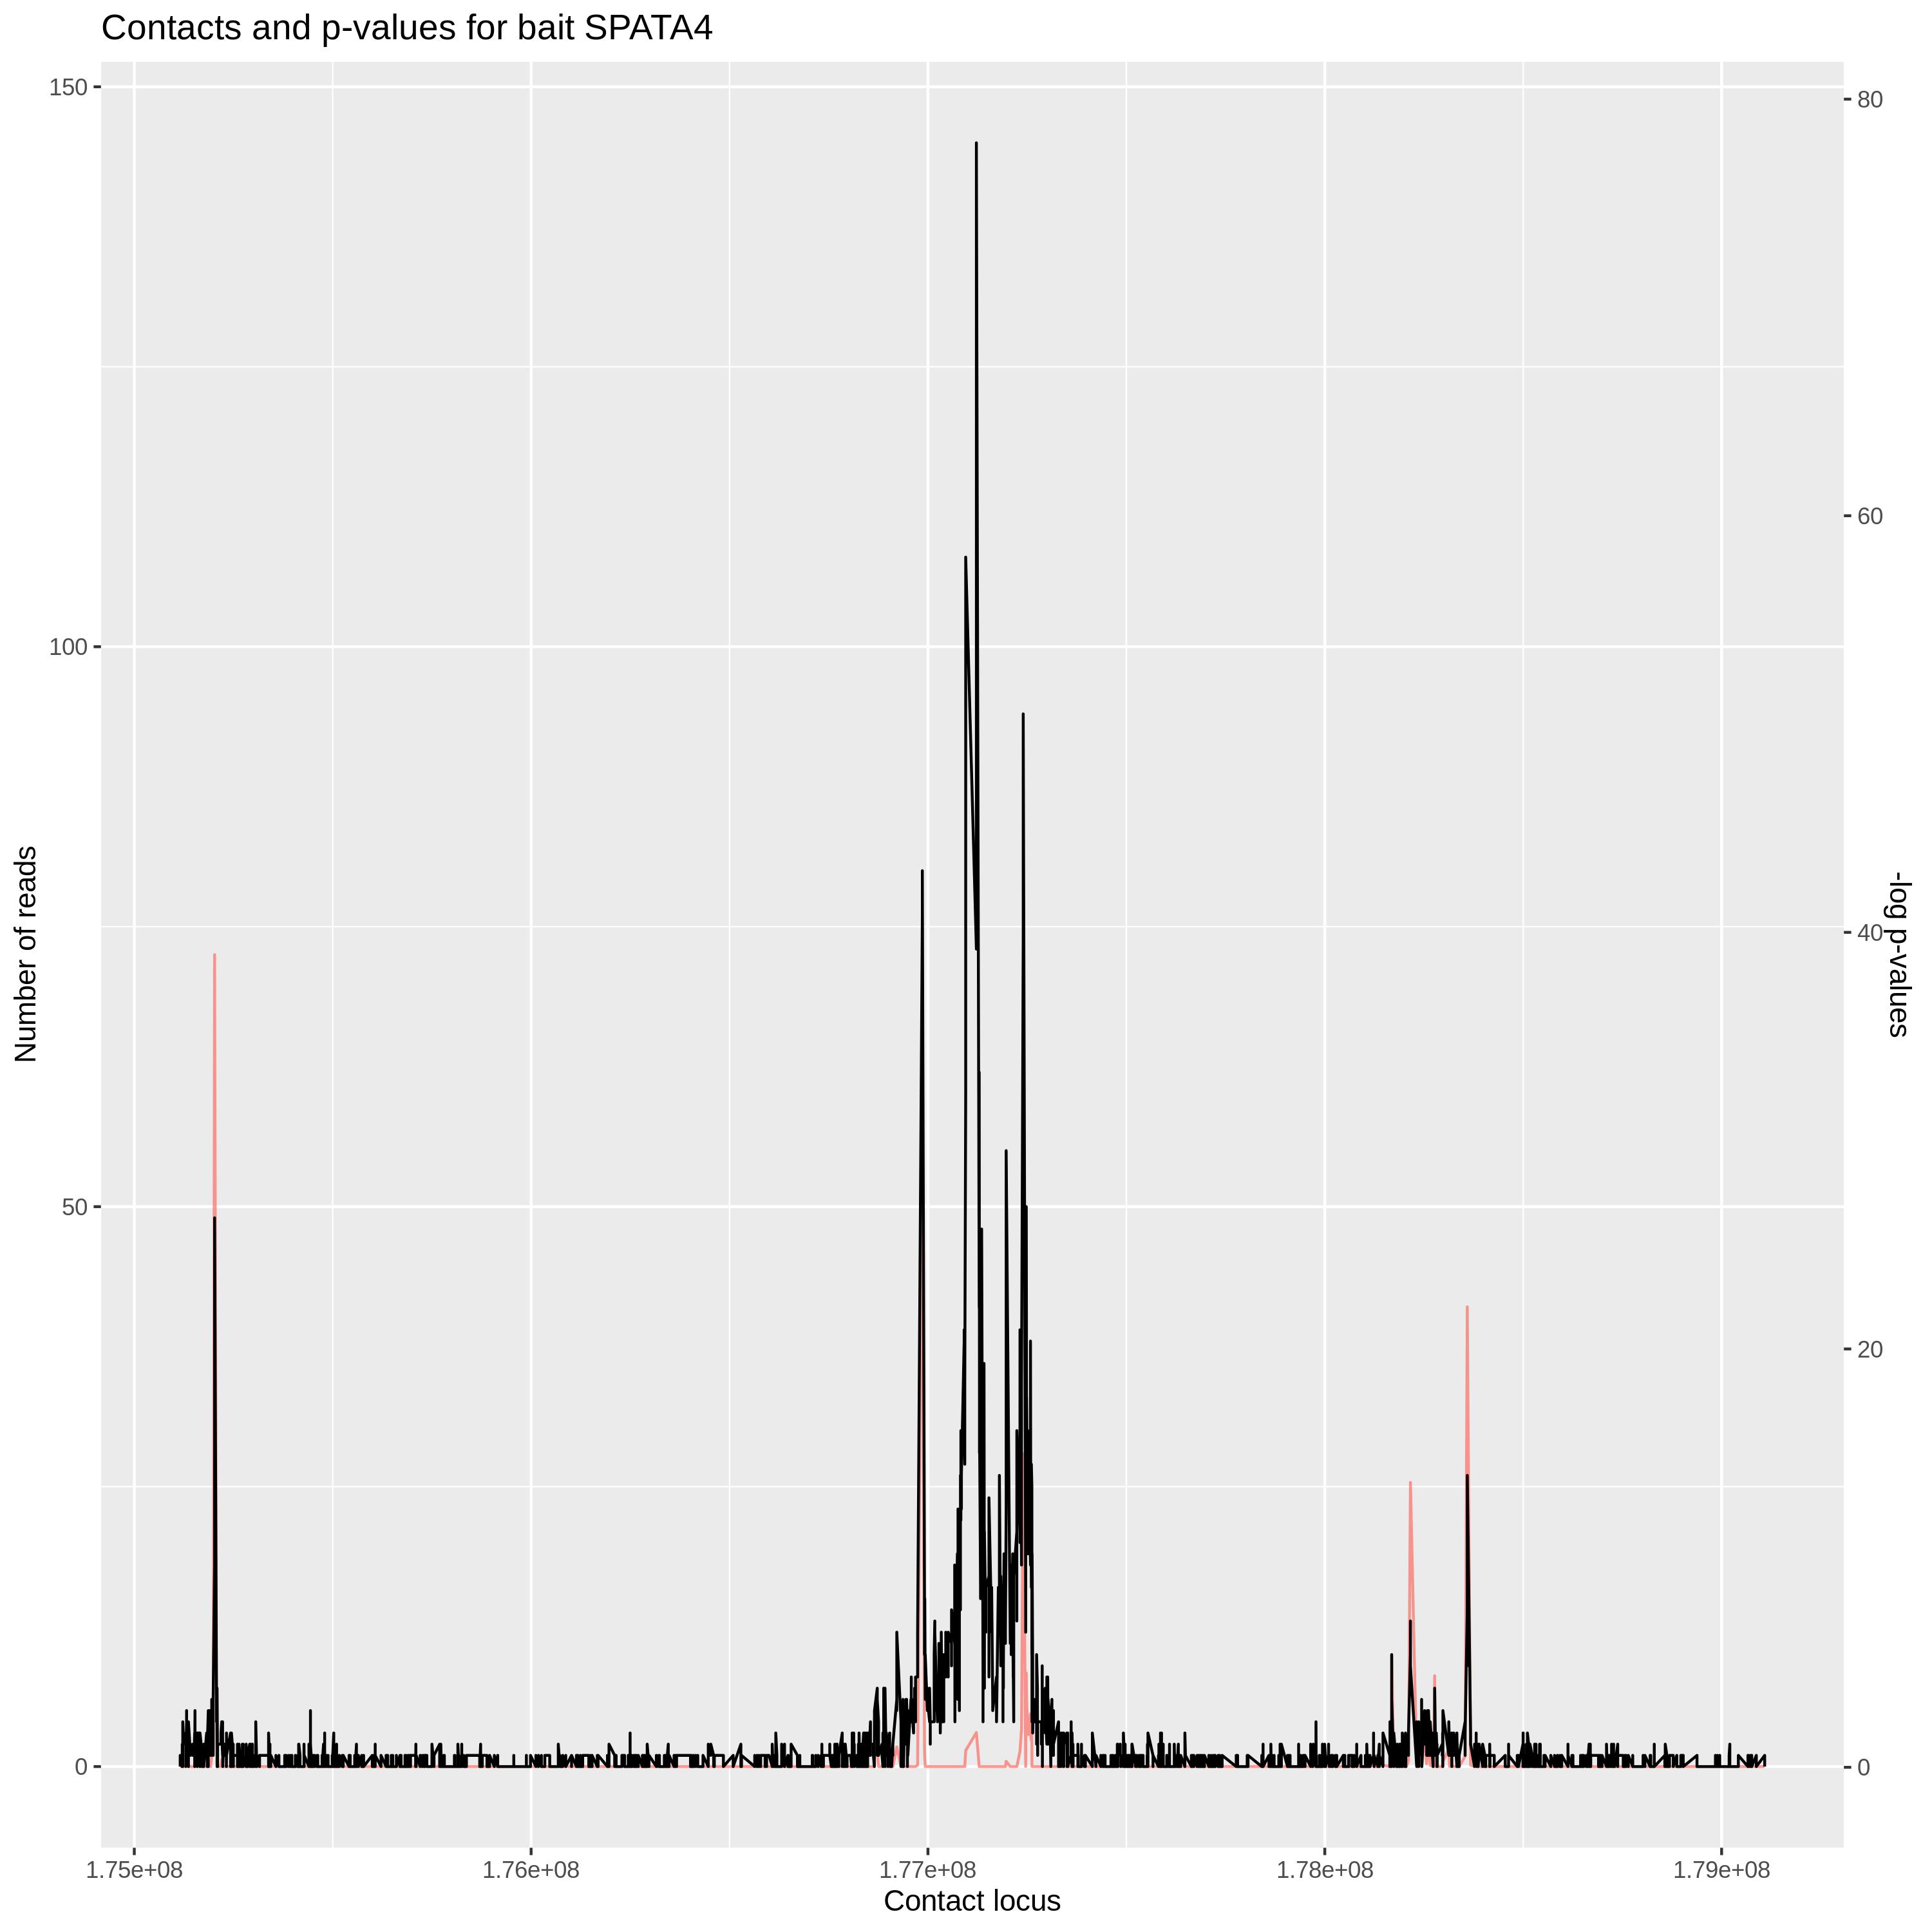 Contacts and p-values for bait SPATA4
150
100
50
0
Number of reads
80
60
40
20
0
-log p-values
1.75e+08
1.76e+08
1.77e+08
1.78e+08
1.79e+08
Contact locus